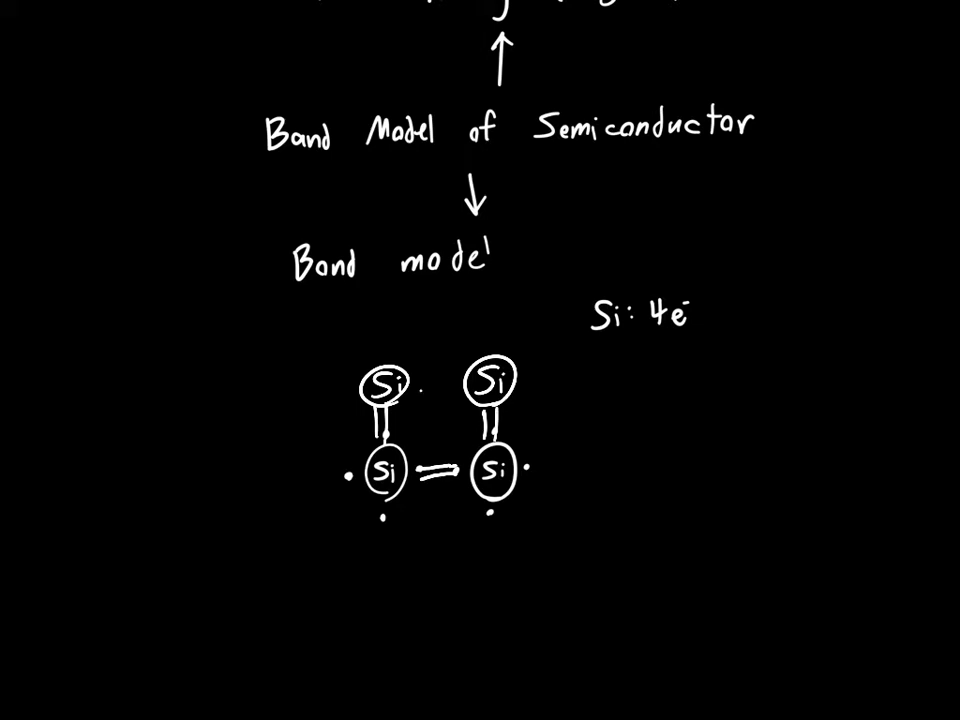 Band Model of Semiconductor
Band model
Si: 4e⁻
Si Si
Si Si